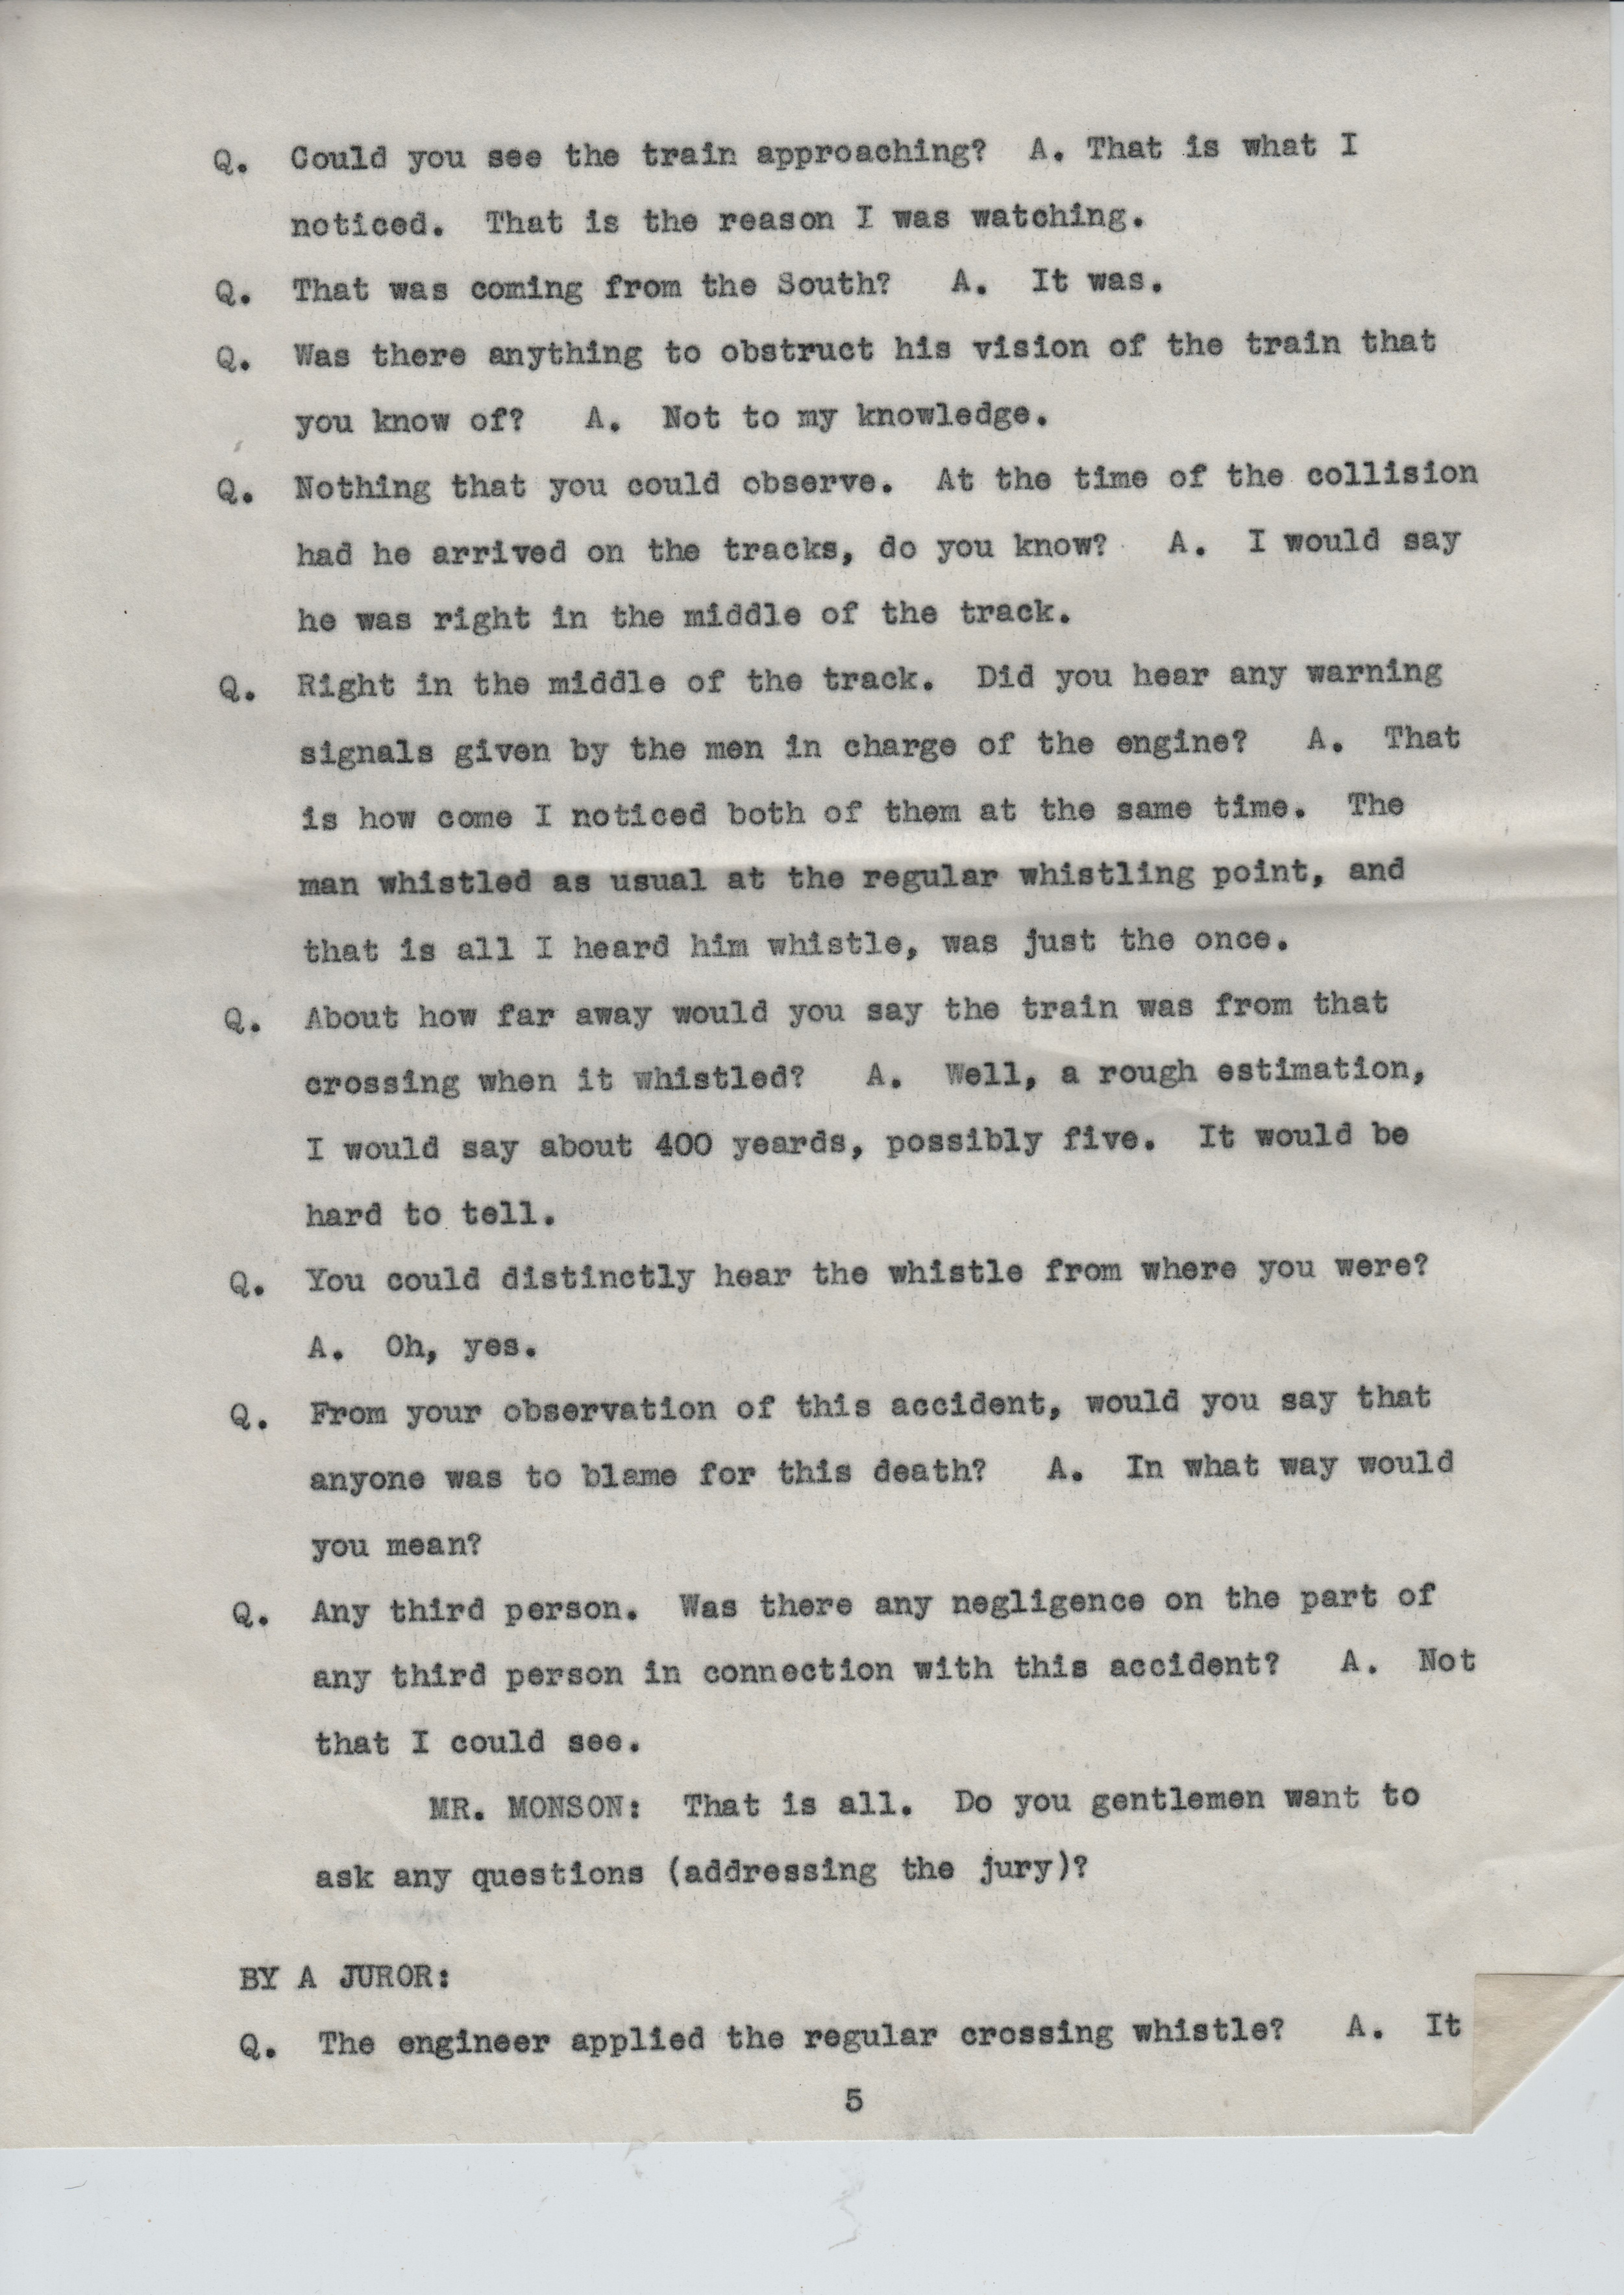 Q. Could you see the train approaching? A. That is what I
noticed. That is the reason I was watching.
Q. That was coming from the South? A. It was.
Q. Was there anything to obstruct his vision of the train that
you know of? A. Not to my knowledge.
Q. Nothing that you could observe. At the time of the collision
had he arrived on the tracks, do you know? A. I would say
he was right in the middle of the track.
Q. Right in the middle of the track. Did you hear any warning
signals given by the men in charge of the engine? A. That
is how come I noticed both of them at the same time. The
man whistled as usual at the regular whistling point, and
that is all I heard him whistle, was just the once.
Q. About how far away would you say the train was from that
crossing when it whistled? A. Well, a rough estimation,
I would say about 400 yeards, possibly five. It would be
hard to tell.
Q. You could distinctly hear the whistle from where you were?
A. Oh, yes.
Q. From your observation of this accident, would you say that
anyone was to blame for this death? A. In what way would
you mean?
Q. Any third person. Was there any negligence on the part of
any third person in connection with this accident? A. Not
that I could see.
MR. MONSON: That is all. Do you gentlemen want to
ask any questions (addressing the jury)?
BY A JUROR:
Q. The engineer applied the regular crossing whistle? A. It
5